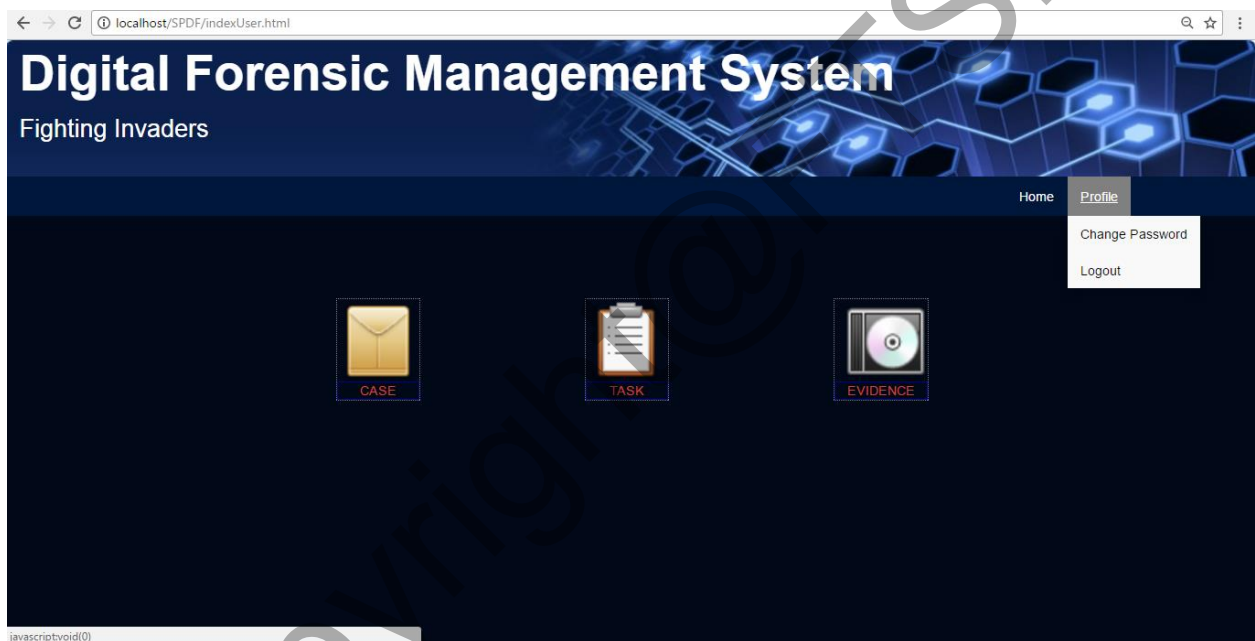 localhost/SPDF/indexUser.html
Digital Forensic Management System
Fighting Invaders
Home Profile
Change Password
Logout
CASE TASK EVIDENCE
javascript:void(0)